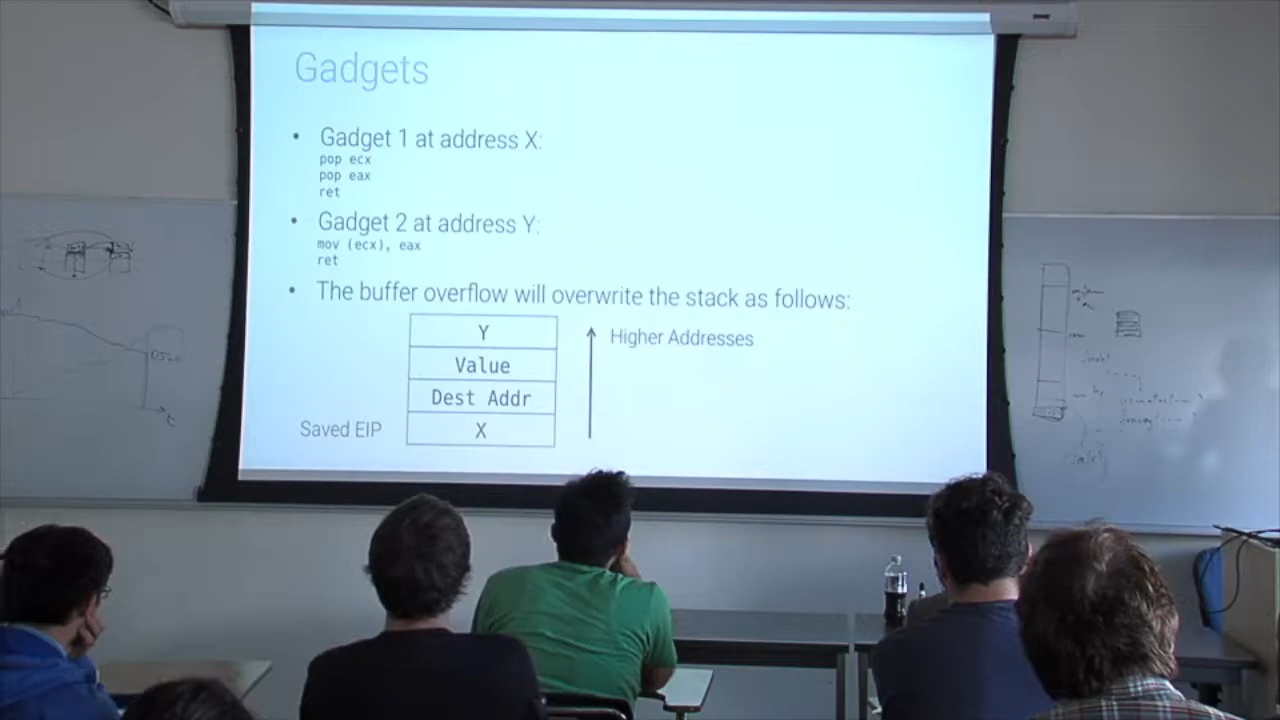 Gadgets
• Gadget 1 at address X:
pop ecx
pop eax
ret
• Gadget 2 at address Y:
mov (ecx), eax
ret
• The buffer overflow will overwrite the stack as follows:
Y
Higher Addresses
Value
Dest Addr
Saved EIP
X